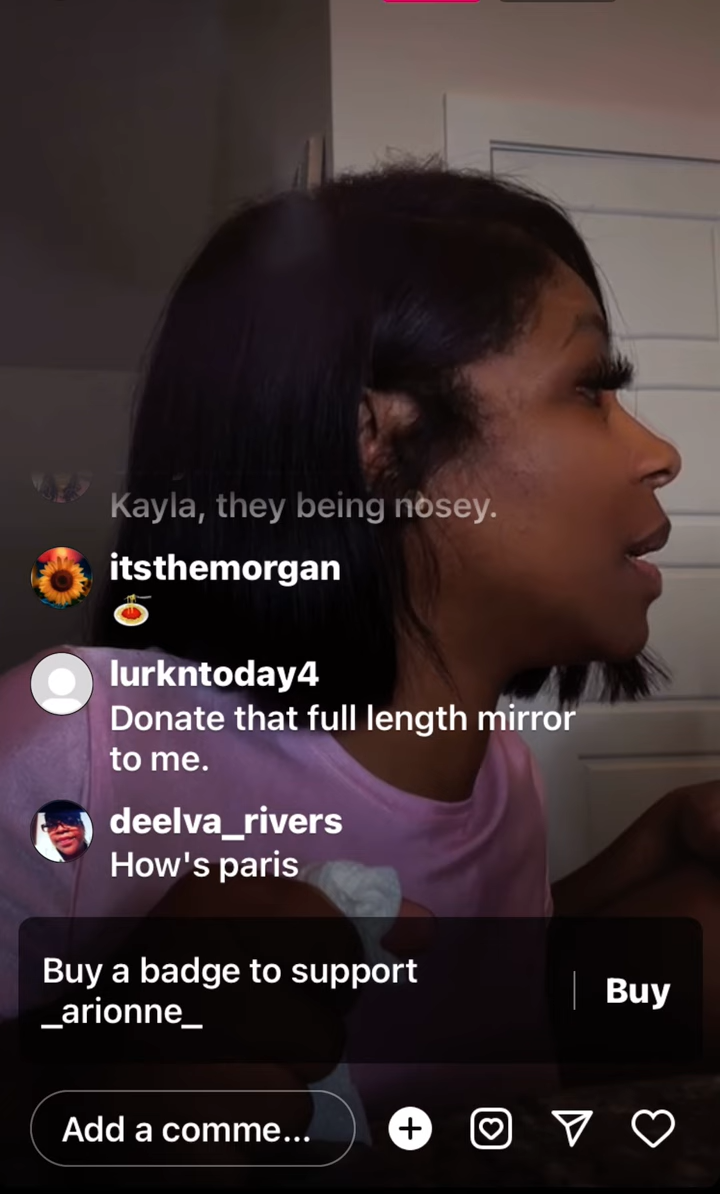 Kayla, they being nosey.
itsthemorgan
🍝
lurkntoday4
Donate that full length mirror
to me.
deelva_rivers
How's paris
Buy a badge to support
_arionne_
Buy
Add a comme...